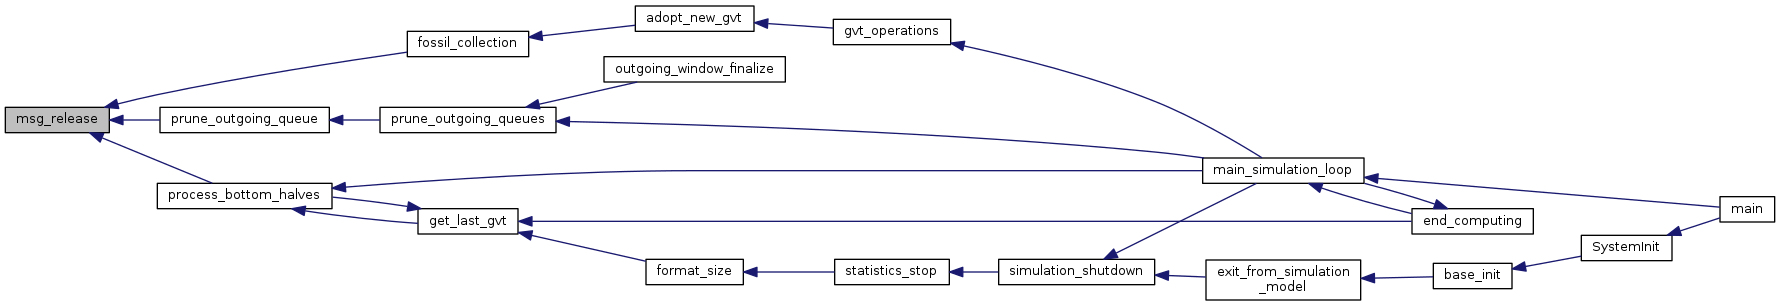 adopt_new_gvt
gvt_operations
fossil_collection
outgoing_window_finalize
msg_release
prune_outgoing_queue
prune_outgoing_queues
main_simulation_loop
process_bottom_halves
get_last_gvt
end_computing
main
SystemInit
format_size
statistics_stop
simulation_shutdown
exit_from_simulation
_model
base_init